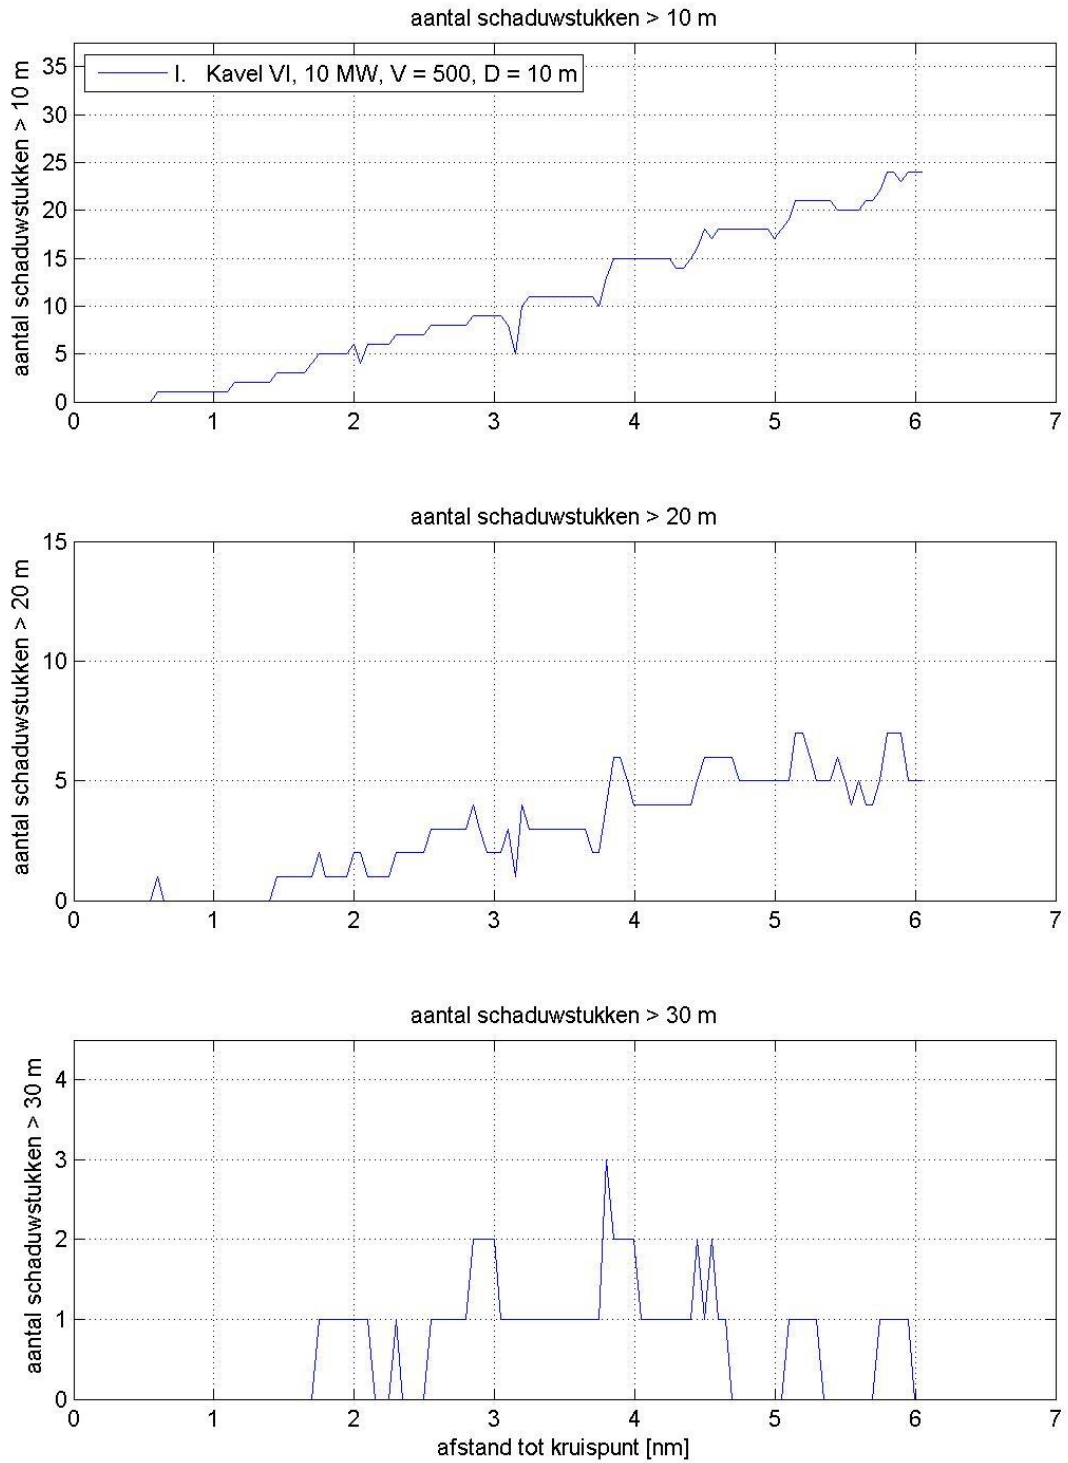 aantal schaduwstukken > 10 m
aantal schaduwstukken > 10 m
I. Kavel VI, 10 MW, V = 500, D = 10 m
35
30
25
20
15
10
5
0
0 1 2 3 4 5 6 7
aantal schaduwstukken > 20 m
aantal schaduwstukken > 20 m
15
10
5
0
0 1 2 3 4 5 6 7
aantal schaduwstukken > 30 m
aantal schaduwstukken > 30 m
4
3
2
1
0
0 1 2 3 4 5 6 7
afstand tot kruispunt [nm]